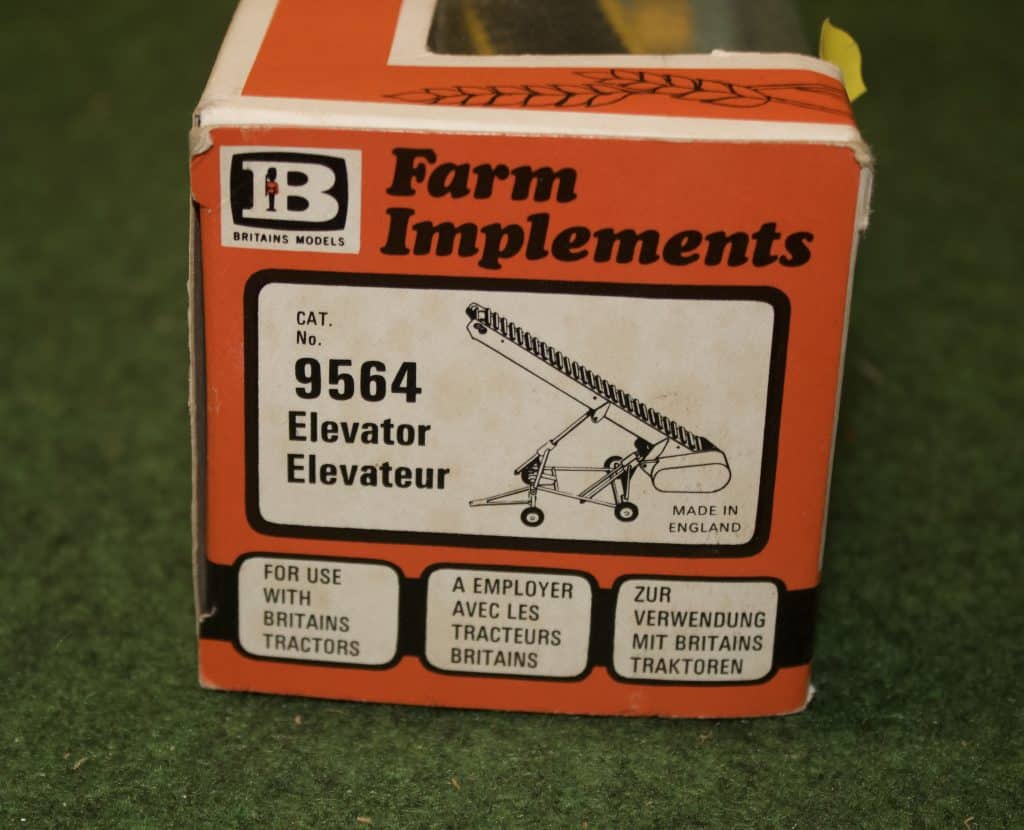 B
BRITAINS MODELS
Farm
Implements
CAT.
No.
9564
Elevator
Elevateur
MADE IN
ENGLAND
FOR USE
WITH
BRITAINS
TRACTORS
A EMPLOYER
AVEC LES
TRACTEURS
BRITAINS
ZUR
VERWENDUNG
MIT BRITAINS
TRAKTOREN